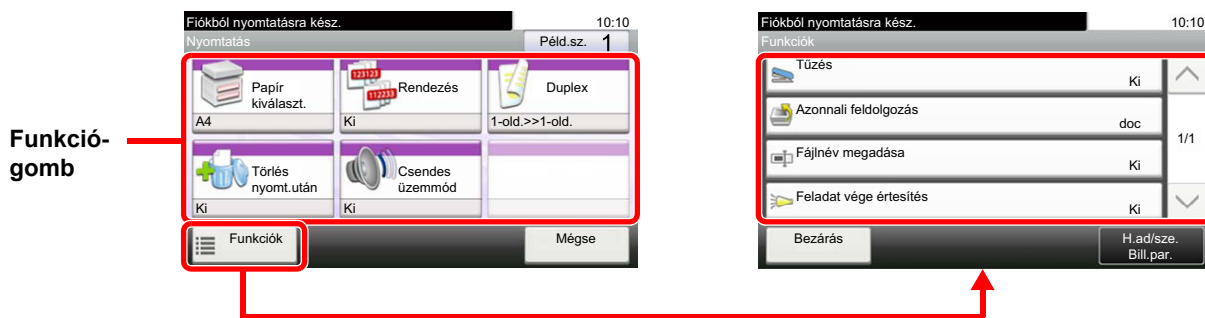 Funkció-
gomb
Fiókból nyomtatásra kész.
10:10
Nyomtatás
Péld.sz.
1
123123
112233
Papír
kiválaszt.
A4
Rendezés
Ki
Duplex
1-old.>>1-old.
Törlés
nyomt.után
Ki
Csendes
üzemmód
Ki
Funkciók
Mégse
Fiókból nyomtatásra kész.
10:10
Funkciók
Tűzés
Ki
Azonnali feldolgozás
doc
Fájlnév megadása
Ki
Feladat vége értesítés
Ki
1/1
Bezárás
H.ad/sze.
Bill.par.